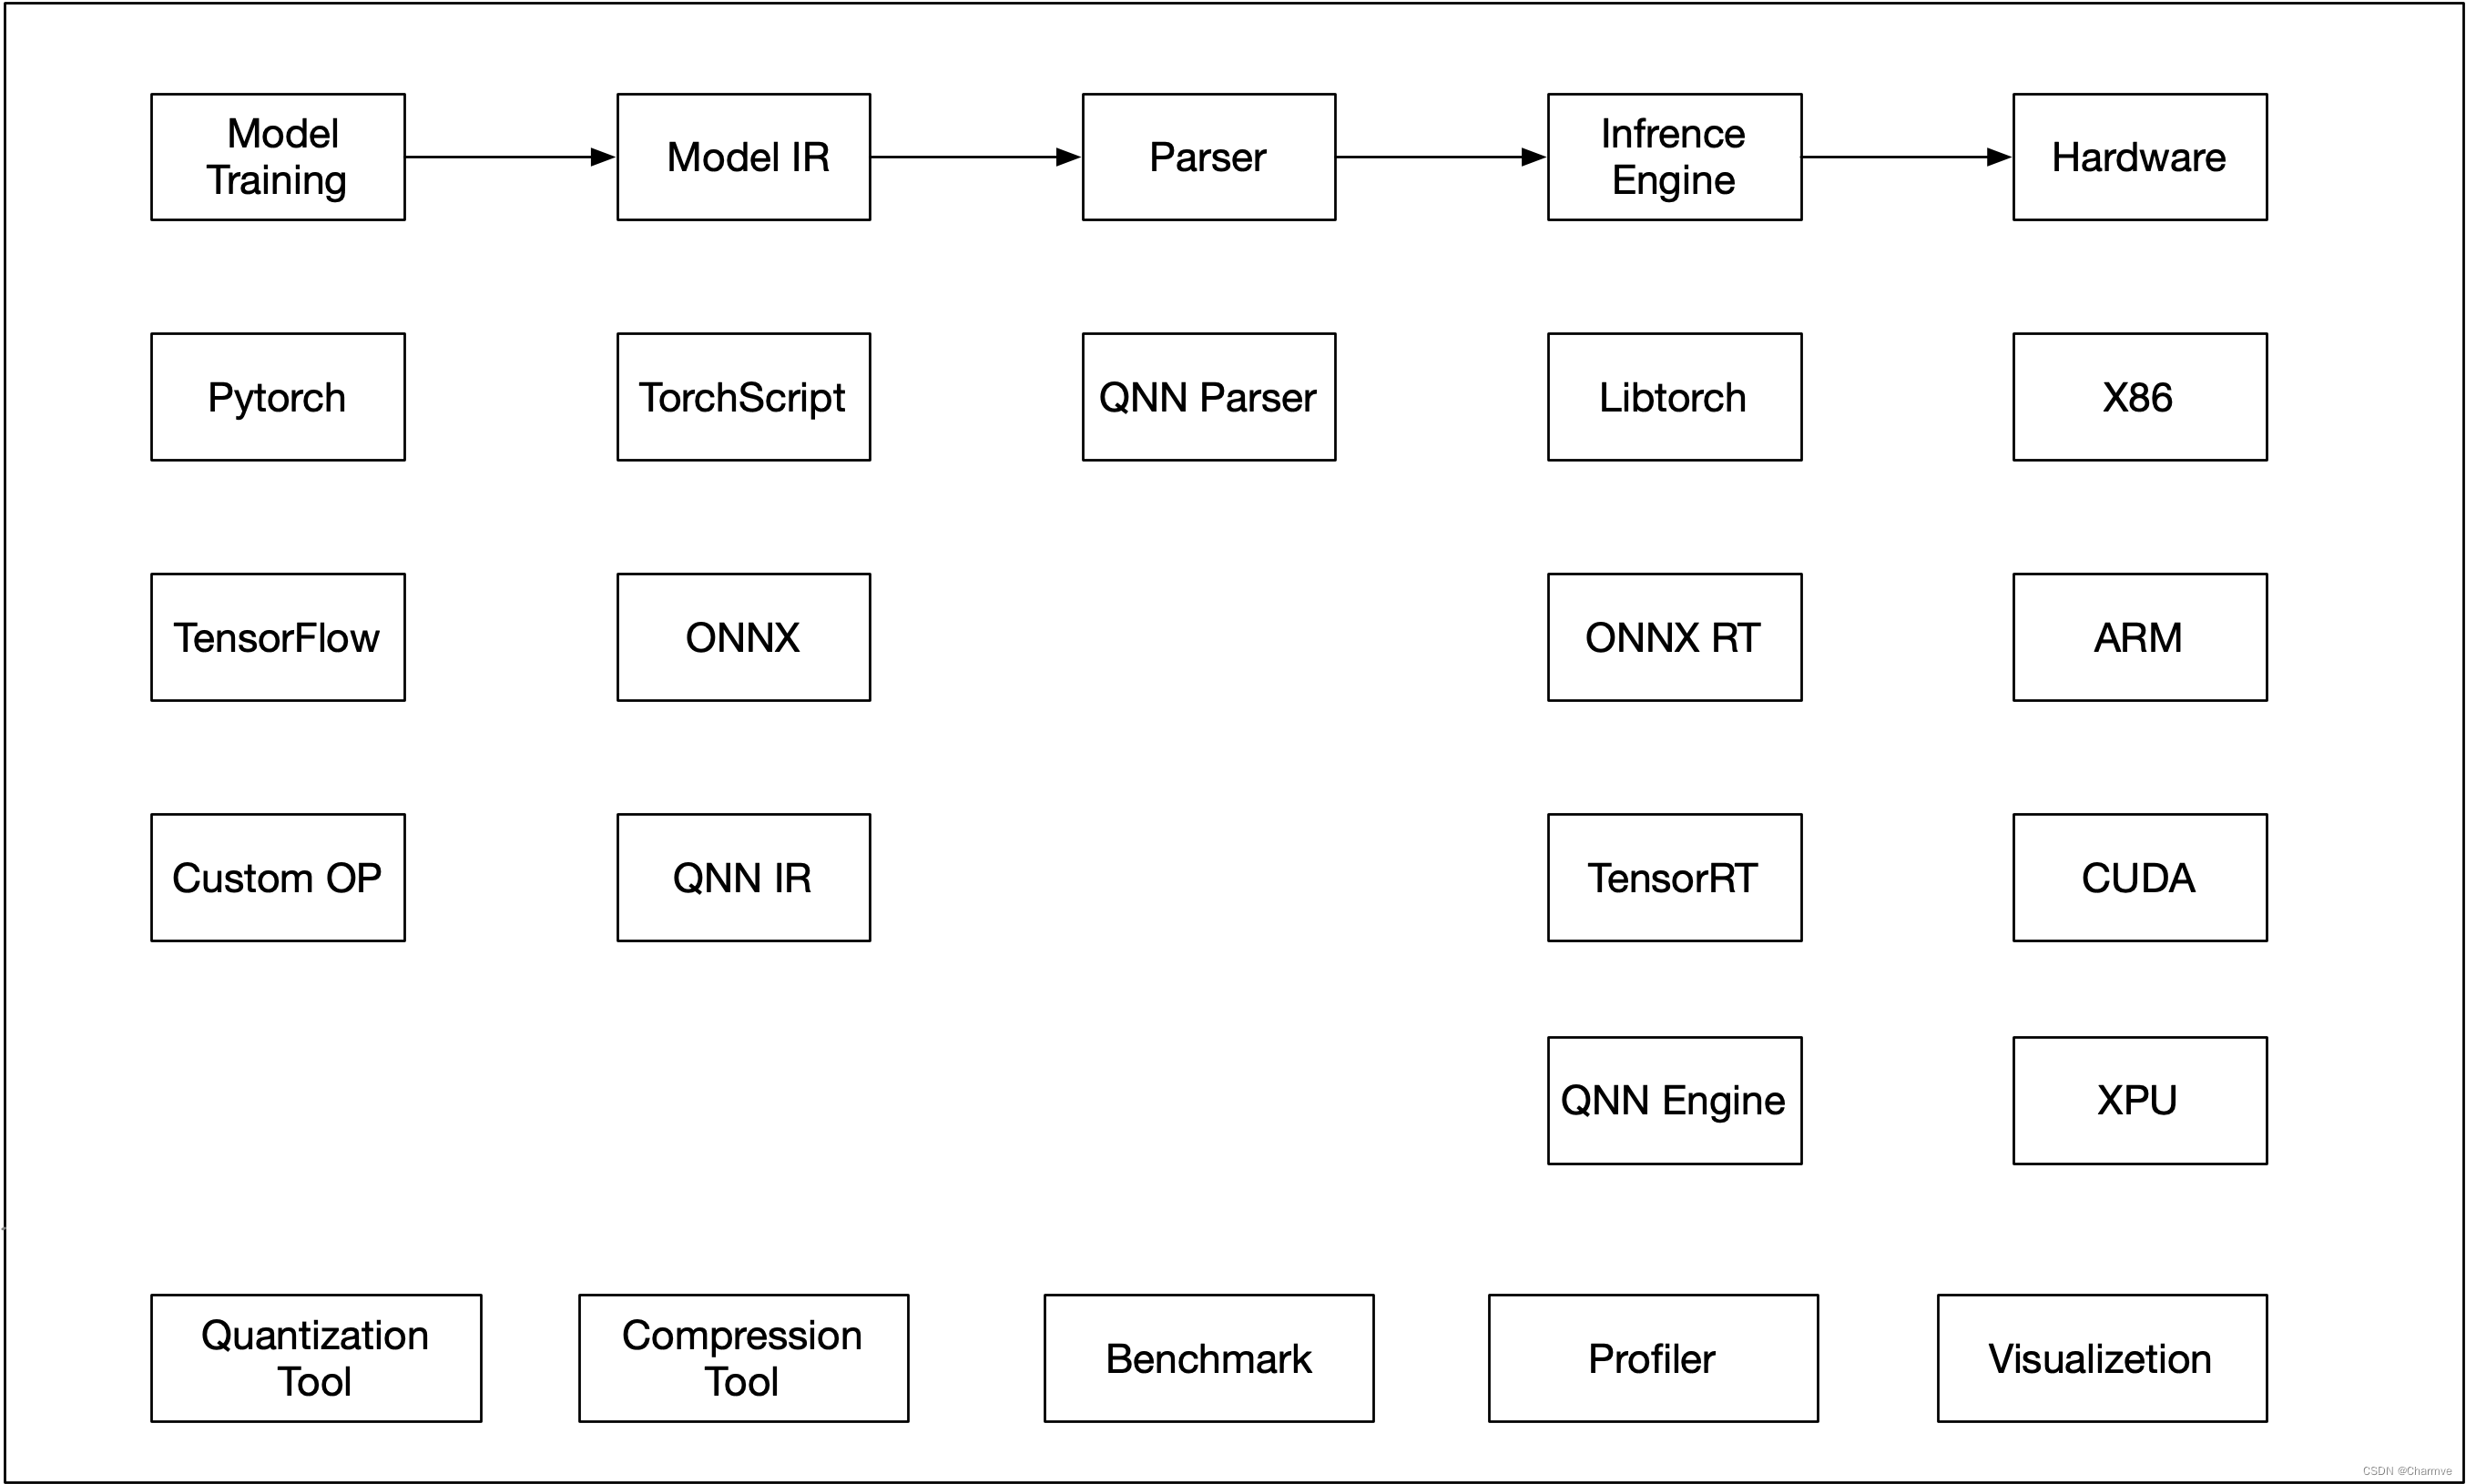 Model
Training
Model IR
Parser
Infrence
Engine
Hardware
Pytorch
TorchScript
QNN Parser
Libtorch
X86
TensorFlow
ONNX
ONNX RT
ARM
Custom OP
QNN IR
TensorRT
CUDA
QNN Engine
XPU
Quantization
Tool
Compression
Tool
Benchmark
Profiler
Visualizetion
CSDN @Charmve